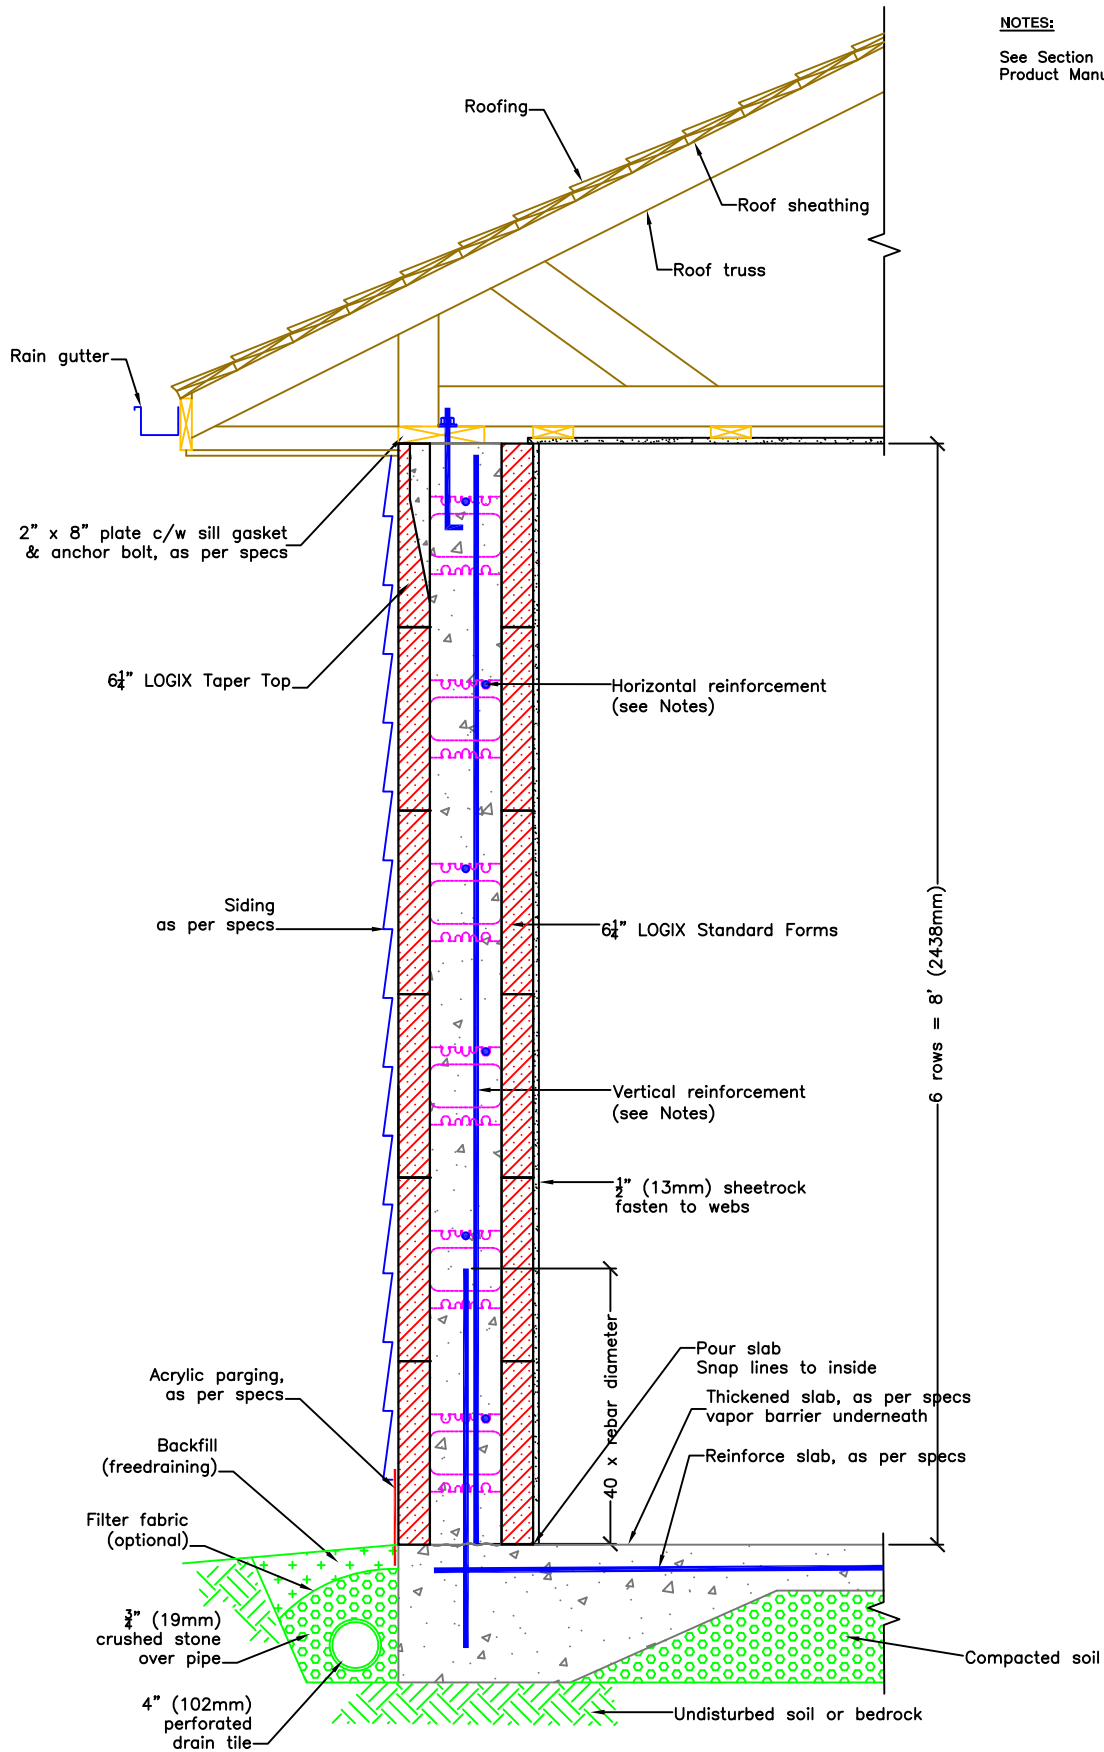 NOTES:
See Section
Product Manu
Roofing
Roof sheathing
Roof truss
Rain gutter
2" x 8" plate c/w sill gasket
& anchor bolt, as per specs
6 1/4" LOGIX Taper Top
Horizontal reinforcement
(see Notes)
Siding
as per specs
6 1/4" LOGIX Standard Forms
6 rows = 8' (2438mm)
Vertical reinforcement
(see Notes)
1/2" (13mm) sheetrock
fasten to webs
40 x rebar diameter
Pour slab
Snap lines to inside
Acrylic parging,
as per specs
Thickened slab, as per specs
vapor barrier underneath
Backfill
(freedraining)
Reinforce slab, as per specs
Filter fabric
(optional)
3/4" (19mm)
crushed stone
over pipe
Compacted soil
4" (102mm)
perforated
drain tile
Undisturbed soil or bedrock